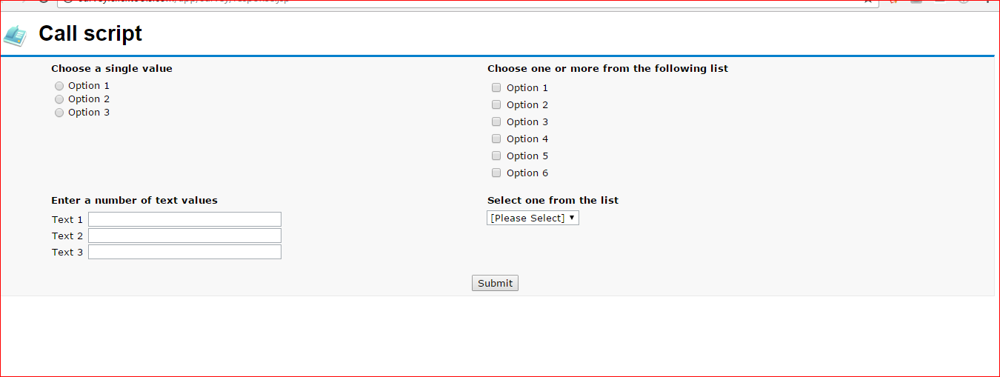 Call script
Choose a single value
Option 1
Option 2
Option 3
Choose one or more from the following list
Option 1
Option 2
Option 3
Option 4
Option 5
Option 6
Enter a number of text values
Text 1
Text 2
Text 3
Select one from the list
[Please Select]
Submit